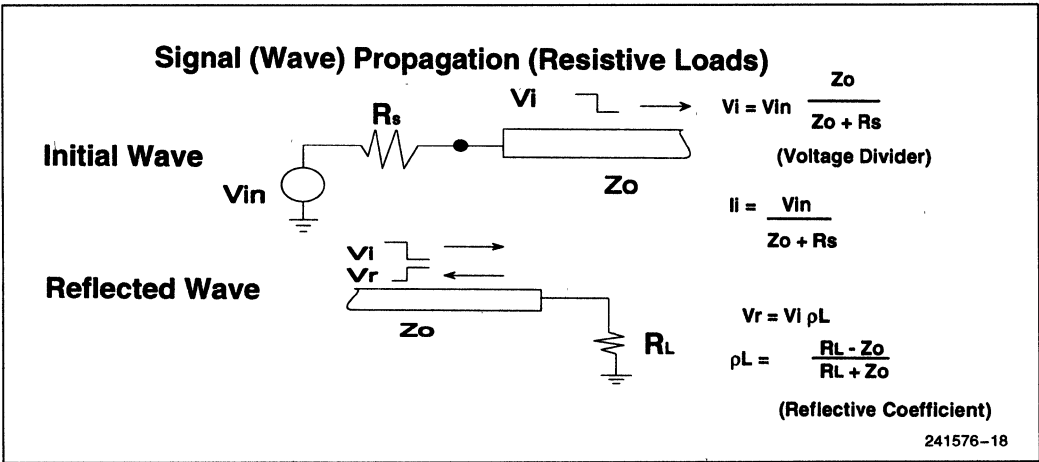 Signal (Wave) Propagation (Resistive Loads)
Vi
Rs
Vi = Vin Zo
Zo + Rs
(Voltage Divider)
Initial Wave
Vin
Zo
Ii = Vin
Zo + Rs
Vi
Vr
Reflected Wave
Zo
RL
Vr = Vi ρL
ρL = RL - Zo
RL + Zo
(Reflective Coefficient)
241576-18